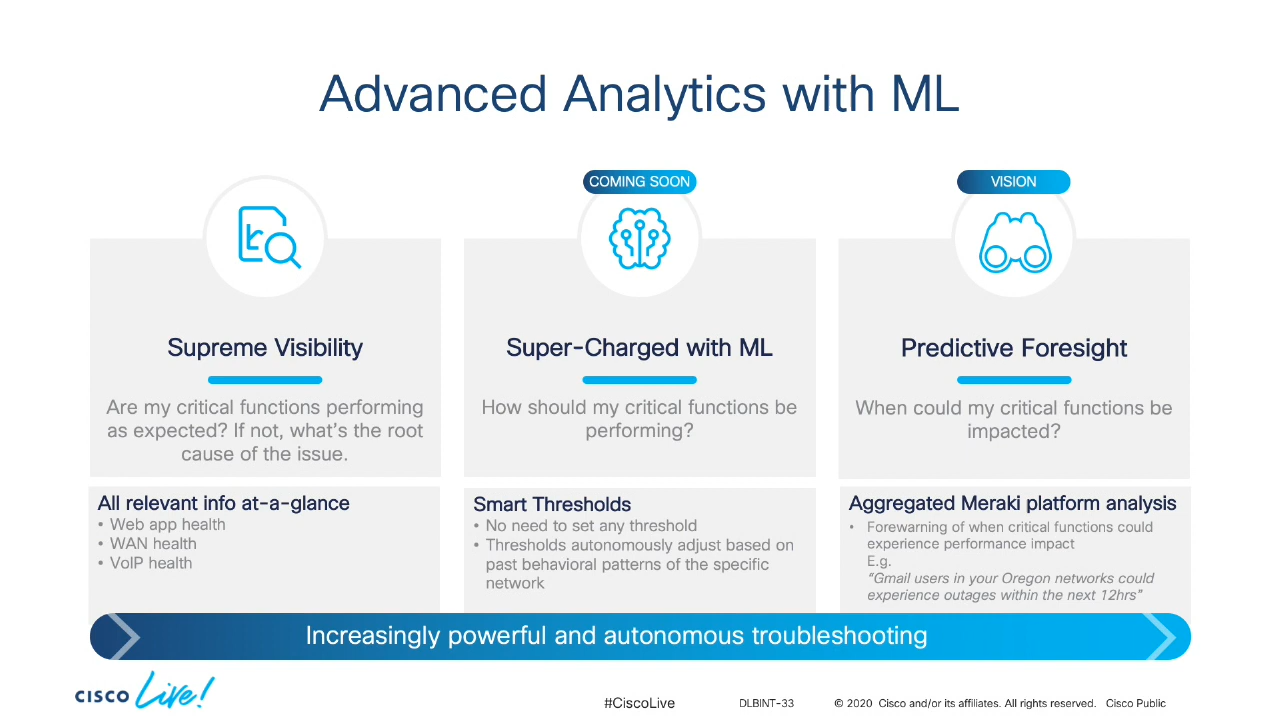 Advanced Analytics with ML
COMING SOON
VISION
Supreme Visibility
Are my critical functions performing
as expected? If not, what's the root
cause of the issue.
All relevant info at-a-glance
• Web app health
• WAN health
• VoIP health
Super-Charged with ML
How should my critical functions be
performing?
Smart Thresholds
• No need to set any threshold
• Thresholds autonomously adjust based on
past behavioral patterns of the specific
network
Predictive Foresight
When could my critical functions be
impacted?
Aggregated Meraki platform analysis
• Forewarning of when critical functions could
experience performance impact
E.g.
"Gmail users in your Oregon networks could
experience outages within the next 12hrs"
Increasingly powerful and autonomous troubleshooting
CISCO Live!
#CiscoLive
DLBINT-33
© 2020 Cisco and/or its affiliates. All rights reserved. Cisco Public